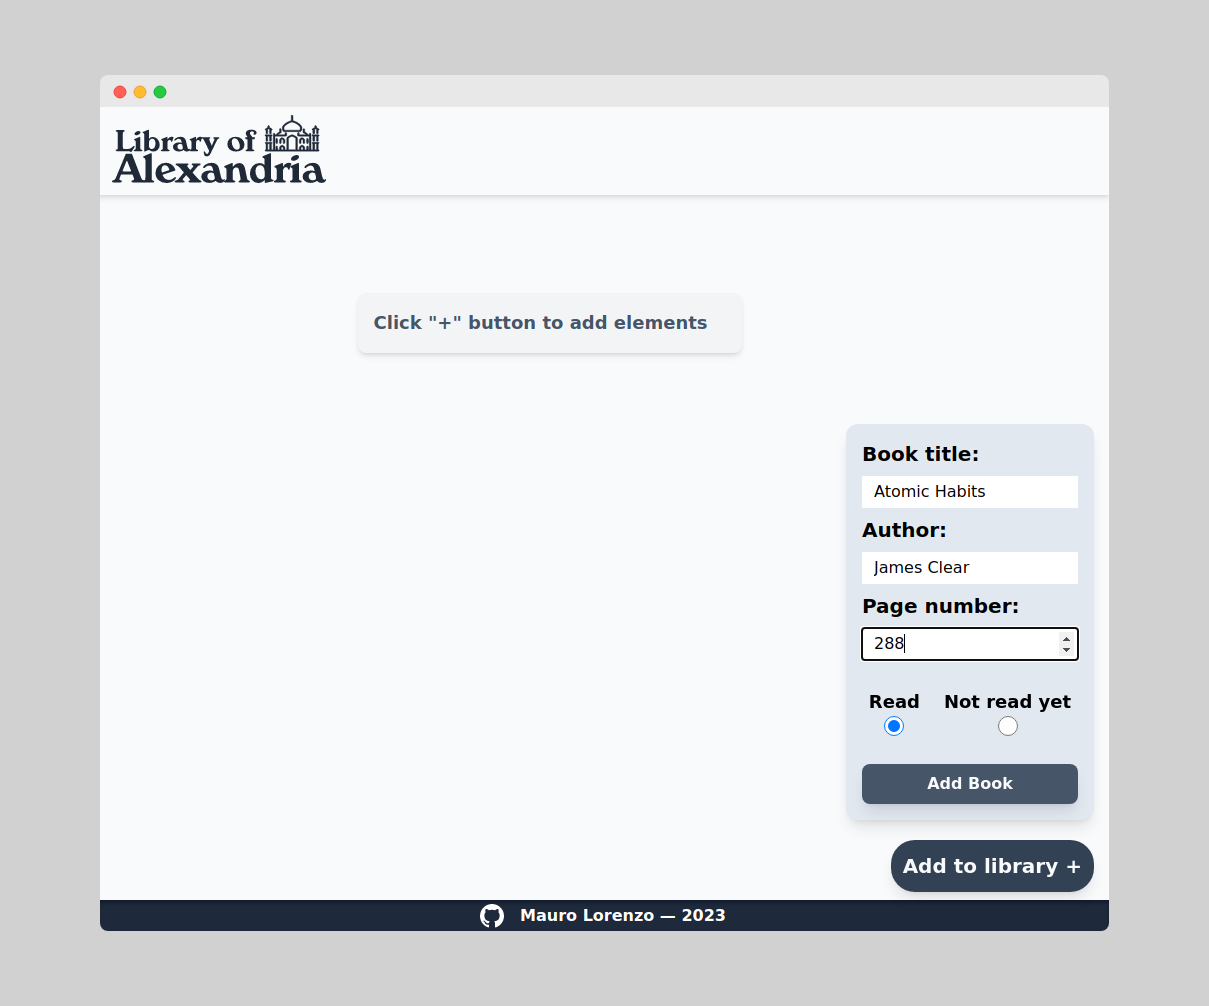 Library of
Alexandria
Click "+" button to add elements
Book title:
Atomic Habits
Author:
James Clear
Page number:
288
Read Not read yet
Add Book
Add to library +
Mauro Lorenzo — 2023